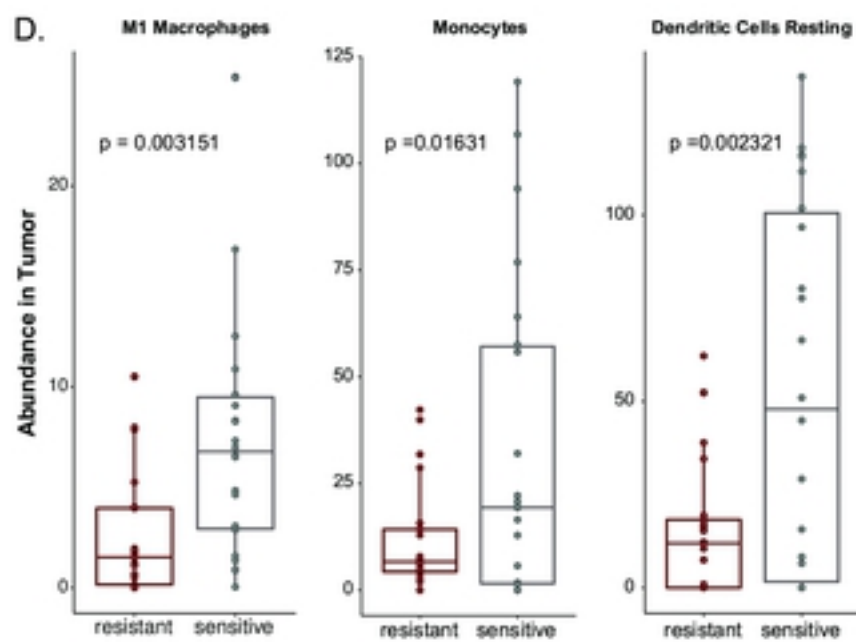 D.
M1 Macrophages
Monocytes
Dendritic Cells Resting
Abundance in Tumor
p = 0.003151
20
10
0
resistant sensitive
125
p =0.01631
100
75
50
25
0
resistant sensitive
p =0.002321
100
50
0
resistant sensitive